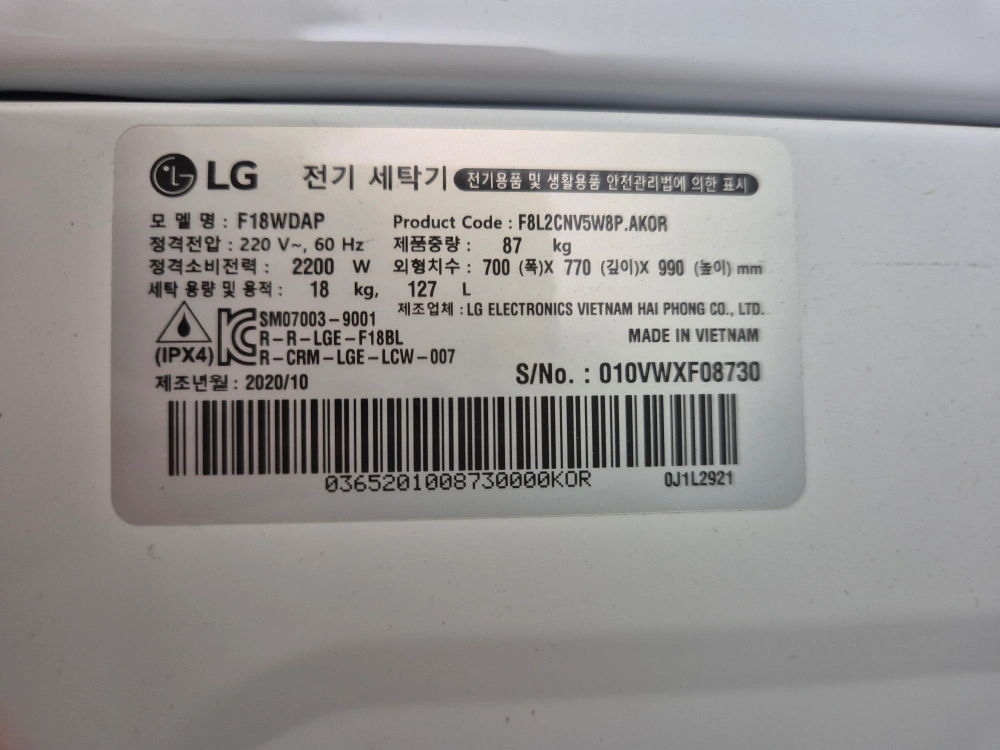 LG 전기 세탁기 전기용품 및 생활용품 안전관리법에 의한 표시
모 델 명 : F18WDAP Product Code : F8L2CNV5W8P.AKOR
정격전압 : 220 V~, 60 Hz 제품중량 : 87 kg
정격소비전력 : 2200 W 외형치수 : 700 (폭)X 770 (깊이)X 990 (높이) mm
세탁 용량 및 용적 : 18 kg, 127 L
제조업체 : LG ELECTRONICS VIETNAM HAI PHONG CO., LTD.
SM07003-9001
R-R-LGE-F18BL MADE IN VIETNAM
(IPX4) R-CRM-LGE-LCW-007
제조년월 : 2020/10 S/No. : 010VWXF08730
0365201008730000KOR 0J1L2921